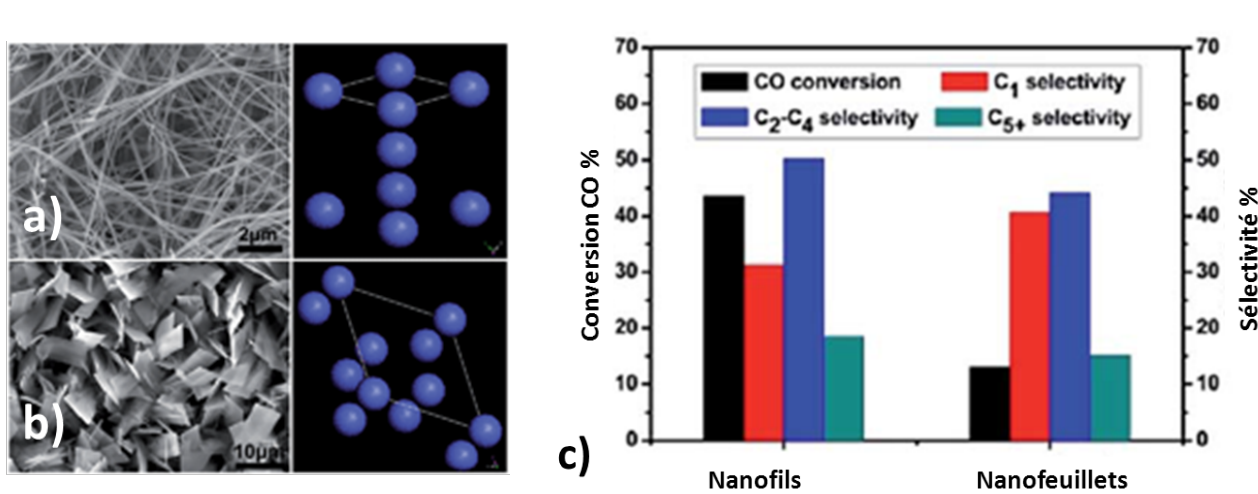 a)
2μm
b)
10μm
c)
Conversion CO %
70
60
50
40
30
20
10
0
CO conversion
C1 selectivity
C2-C4 selectivity
C5+ selectivity
70
60
50
40
30
20
10
0
Sélectivité %
Nanofils
Nanofeuillets